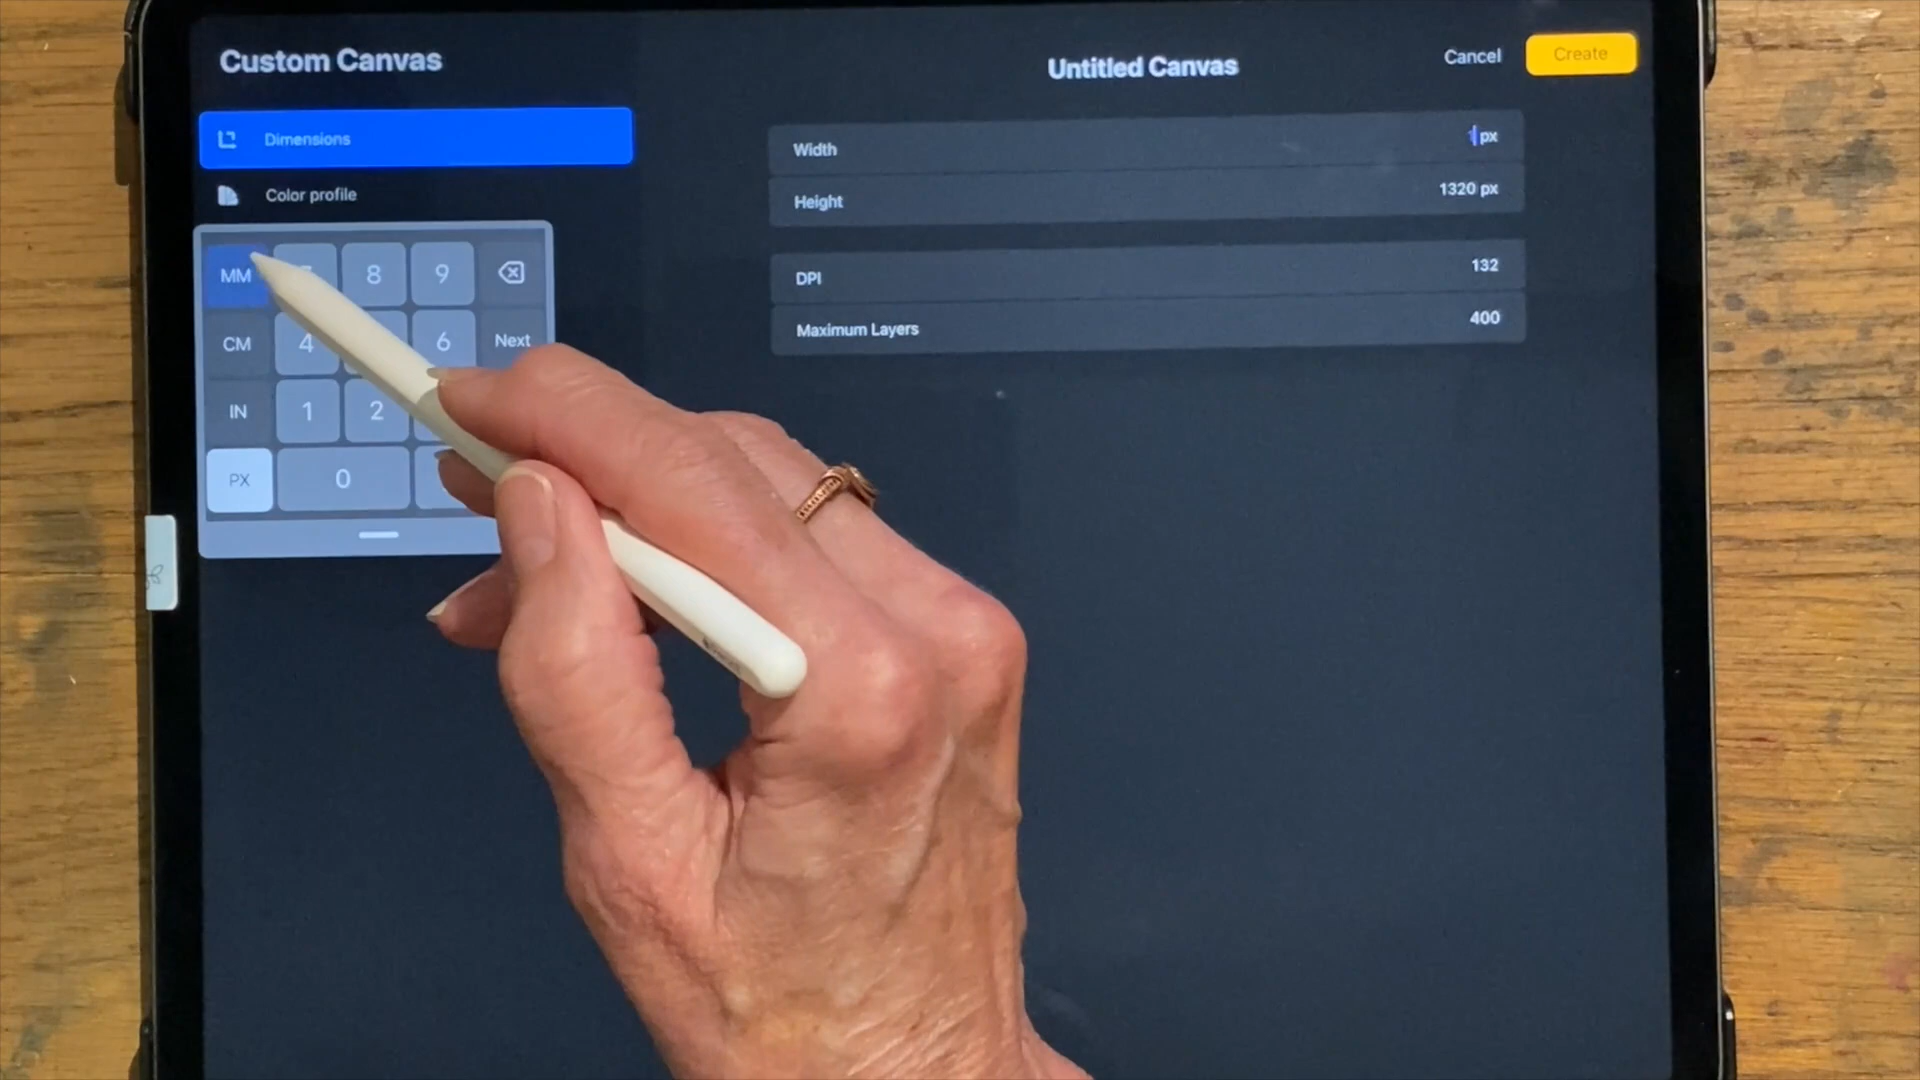 Custom Canvas
Untitled Canvas
Cancel
Create
Dimensions
Color profile
Width
px
Height
1320 px
DPI
132
Maximum Layers
400
MM
8
9
CM
4
6
Next
IN
1
2
PX
0